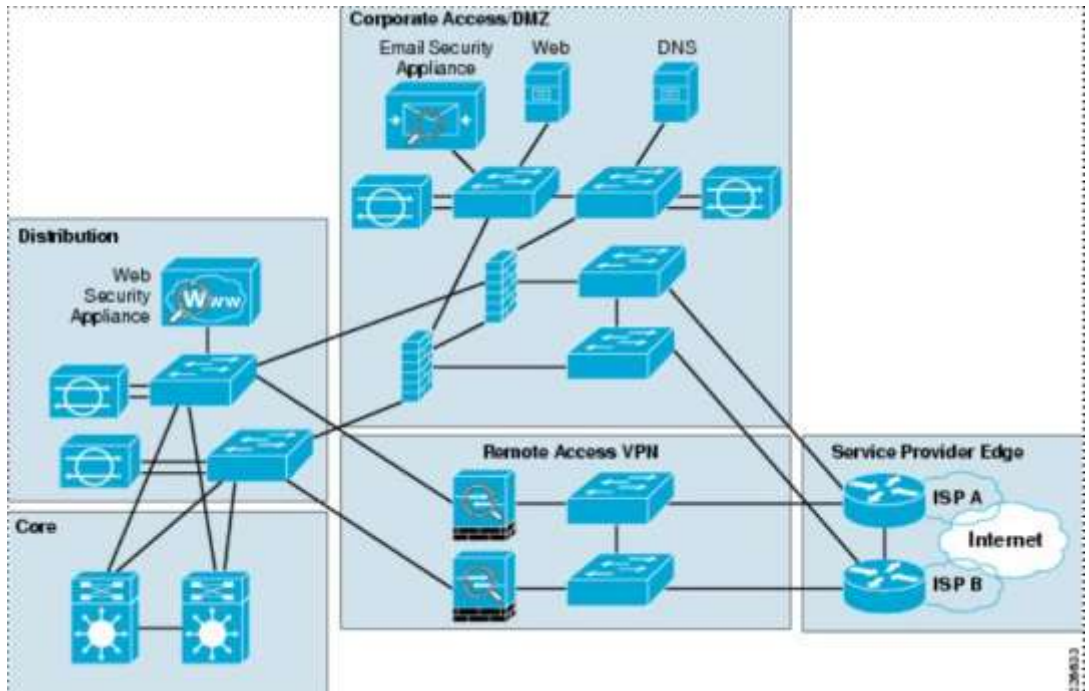 Corporate Access/DMZ
Email Security
Appliance
Web
DNS
Distribution
Web
Security
Appliance
Www
Remote Access VPN
Service Provider Edge
ISP A
Internet
ISP B
Core